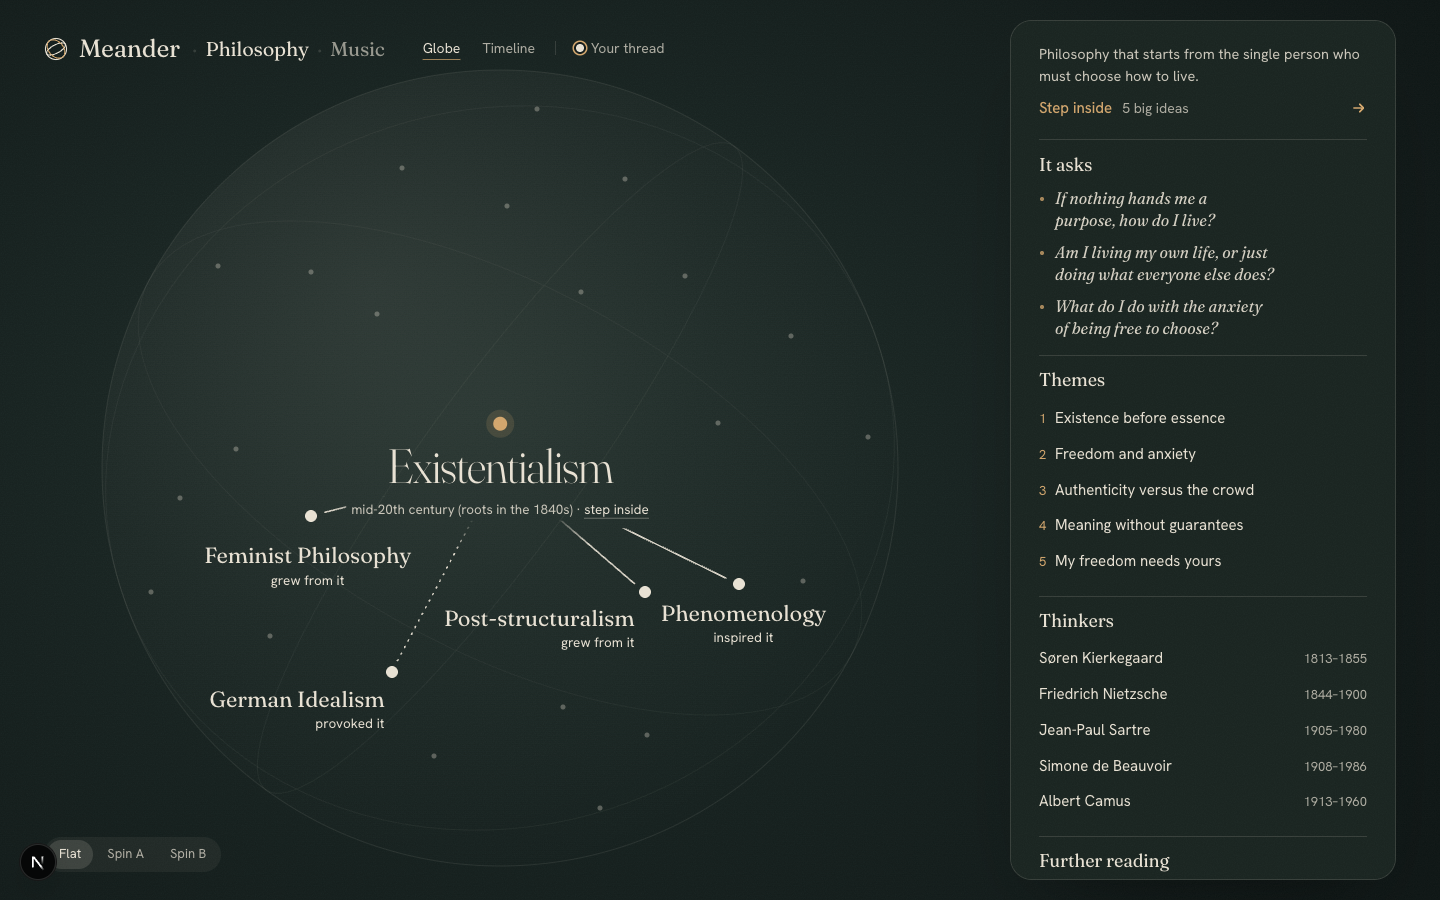 Meander · Philosophy · Music
Globe Timeline Your thread
Existentialism
mid-20th century (roots in the 1840s) · step inside
Feminist Philosophy
grew from it
Post-structuralism
grew from it
Phenomenology
inspired it
German Idealism
provoked it
N Flat Spin A Spin B
Philosophy that starts from the single person who
must choose how to live.
Step inside 5 big ideas →
It asks
• If nothing hands me a
purpose, how do I live?
• Am I living my own life, or just
doing what everyone else does?
• What do I do with the anxiety
of being free to choose?
Themes
1 Existence before essence
2 Freedom and anxiety
3 Authenticity versus the crowd
4 Meaning without guarantees
5 My freedom needs yours
Thinkers
Søren Kierkegaard 1813–1855
Friedrich Nietzsche 1844–1900
Jean-Paul Sartre 1905–1980
Simone de Beauvoir 1908–1986
Albert Camus 1913–1960
Further reading